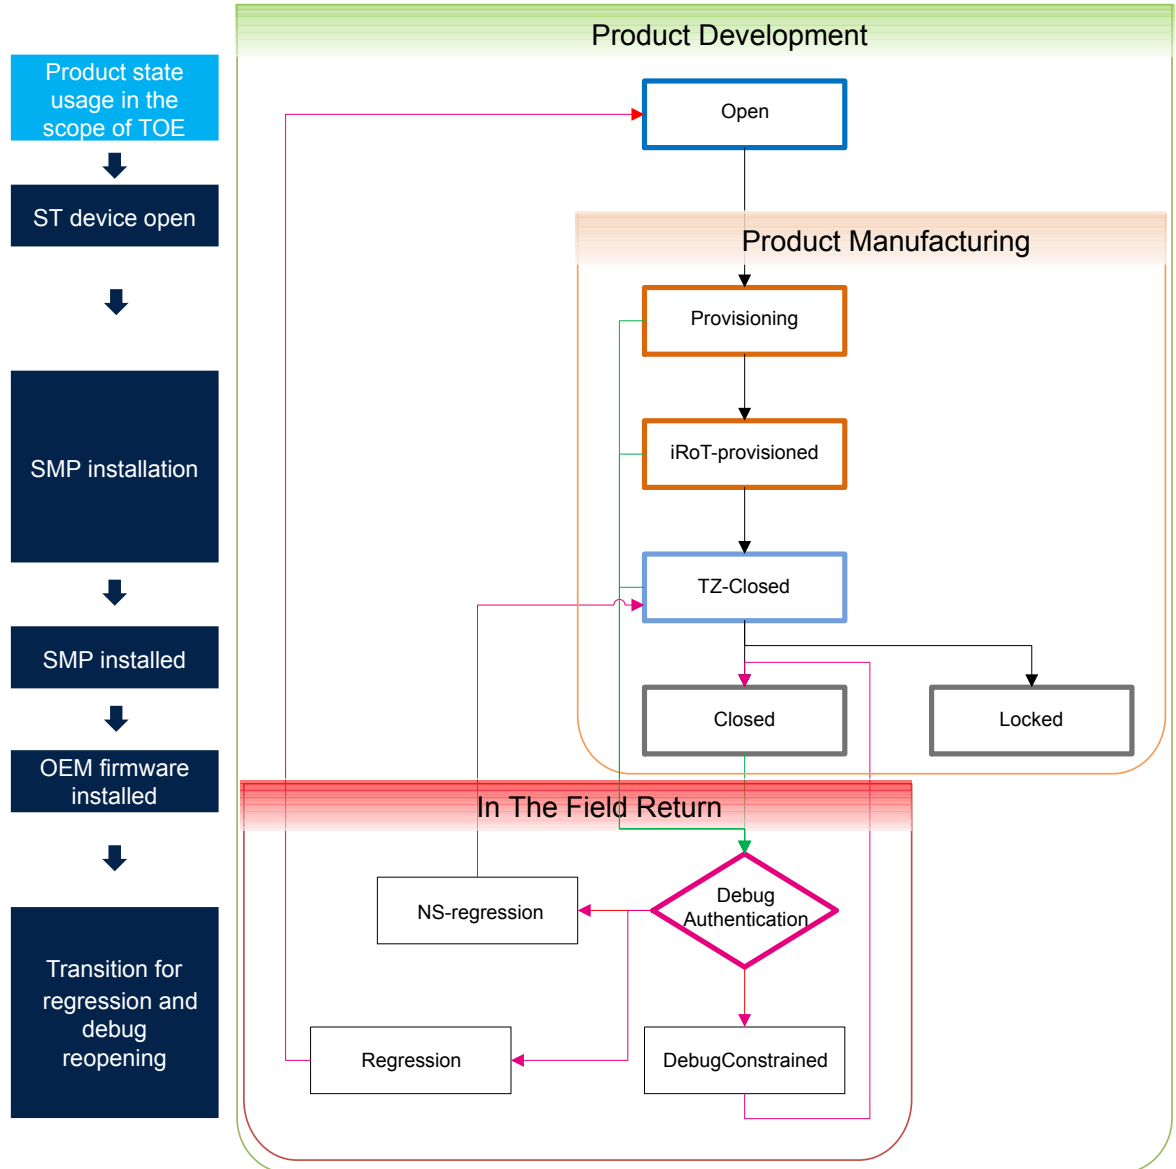 Product Development
Product state
usage in the
scope of TOE
Open
ST device open
Product Manufacturing
Provisioning
SMP installation
iRoT-provisioned
TZ-Closed
SMP installed
Closed
Locked
OEM firmware
installed
In The Field Return
NS-regression
Debug
Authentication
Transition for
regression and
debug
reopening
Regression
DebugConstrained